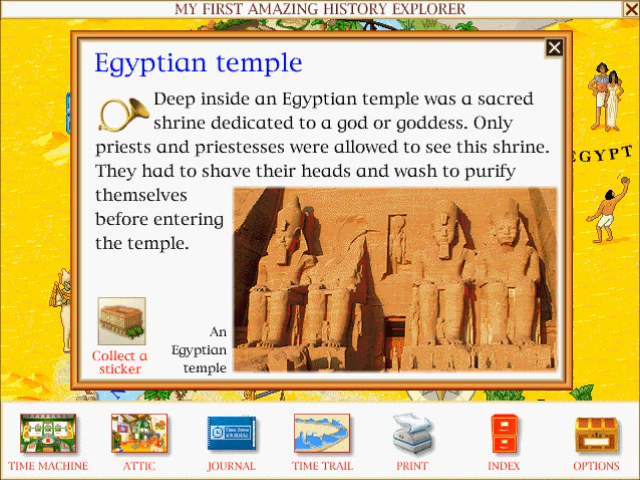 MY FIRST AMAZING HISTORY EXPLORER
Egyptian temple
Deep inside an Egyptian temple was a sacred
shrine dedicated to a god or goddess. Only
priests and priestesses were allowed to see this shrine.
They had to shave their heads and wash to purify
themselves
before entering
the temple.
An
Egyptian
temple
Collect a
sticker
EGYPT
TIME MACHINE
ATTIC
JOURNAL
TIME TRAIL
PRINT
INDEX
OPTIONS